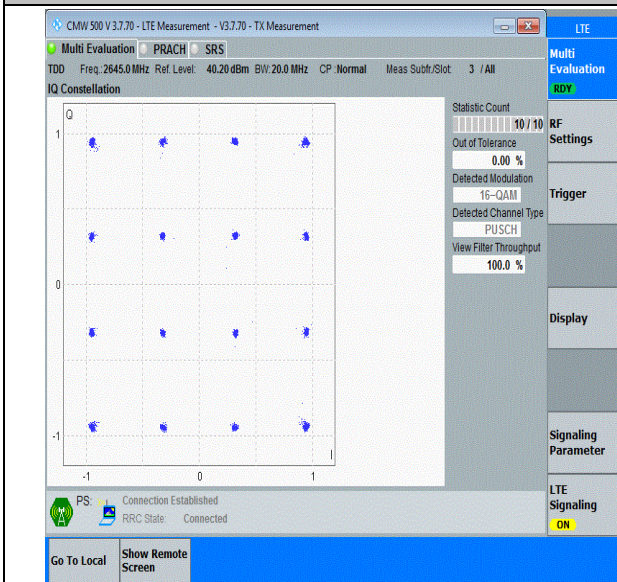 CMW 500 V 3.7.70 - LTE Measurement - V3.7.70 - TX Measurement
LTE
Multi Evaluation PRACH SRS
TDD Freq.:2645.0 MHz Ref. Level: 40.20 dBm BW:20.0 MHz CP :Normal Meas Subfr./Slot: 3 / All
IQ Constellation
Q
1
0
-1
-1 0 1
I
Statistic Count
10 / 10
Out of Tolerance
0.00 %
Detected Modulation
16-QAM
Detected Channel Type
PUSCH
View Filter Throughput
100.0 %
Multi
Evaluation
RDY
RF
Settings
Trigger
Display
Signaling
Parameter
LTE
Signaling
ON
PS: Connection Established
RRC State: Connected
Go To Local
Show Remote
Screen